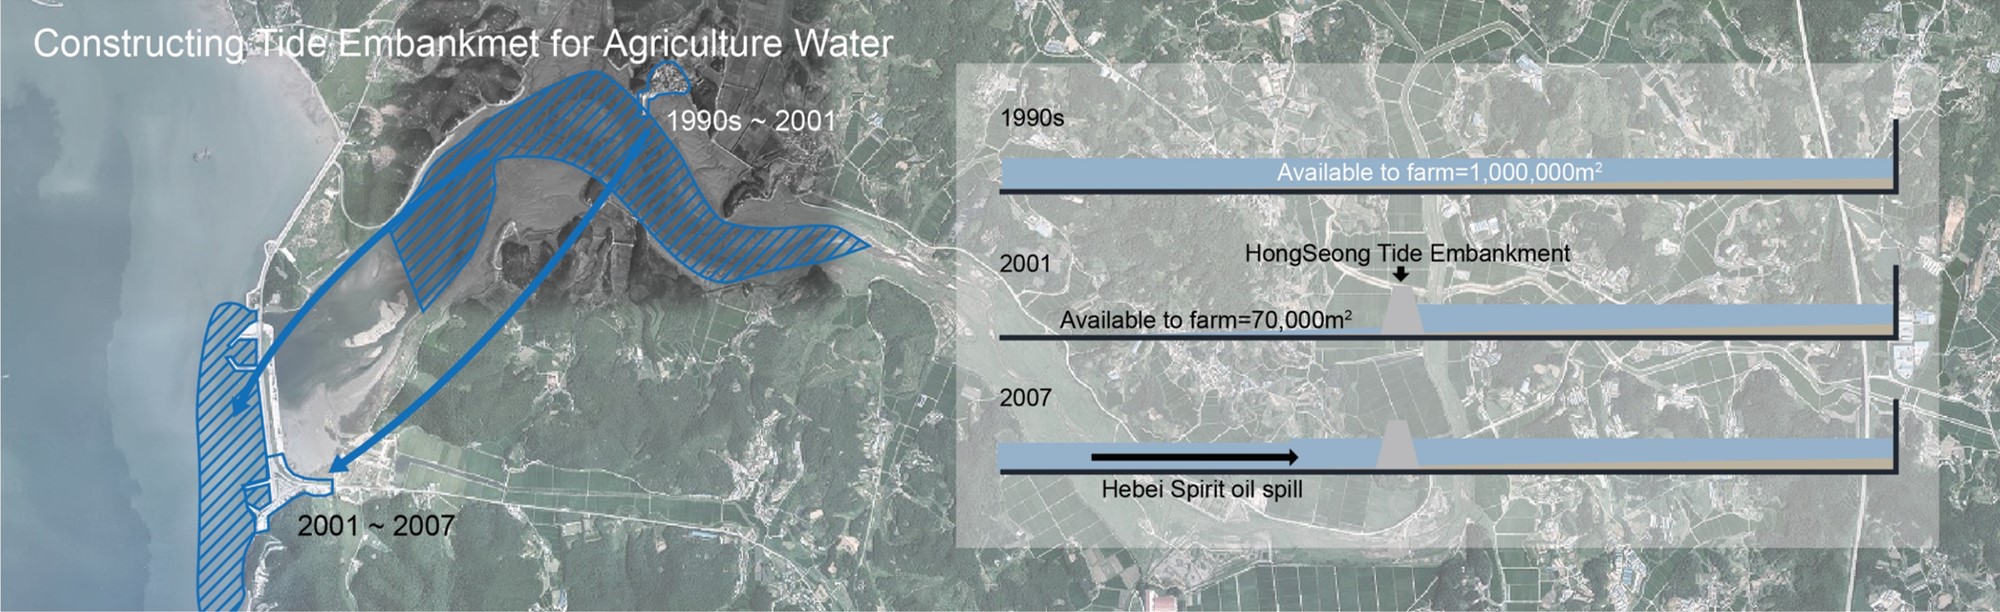 Constructing Tide Embankmet for Agriculture Water
1990s ~ 2001
2001 ~ 2007
1990s
Available to farm=1,000,000m²
2001
HongSeong Tide Embankment
Available to farm=70,000m²
2007
Hebei Spirit oil spill